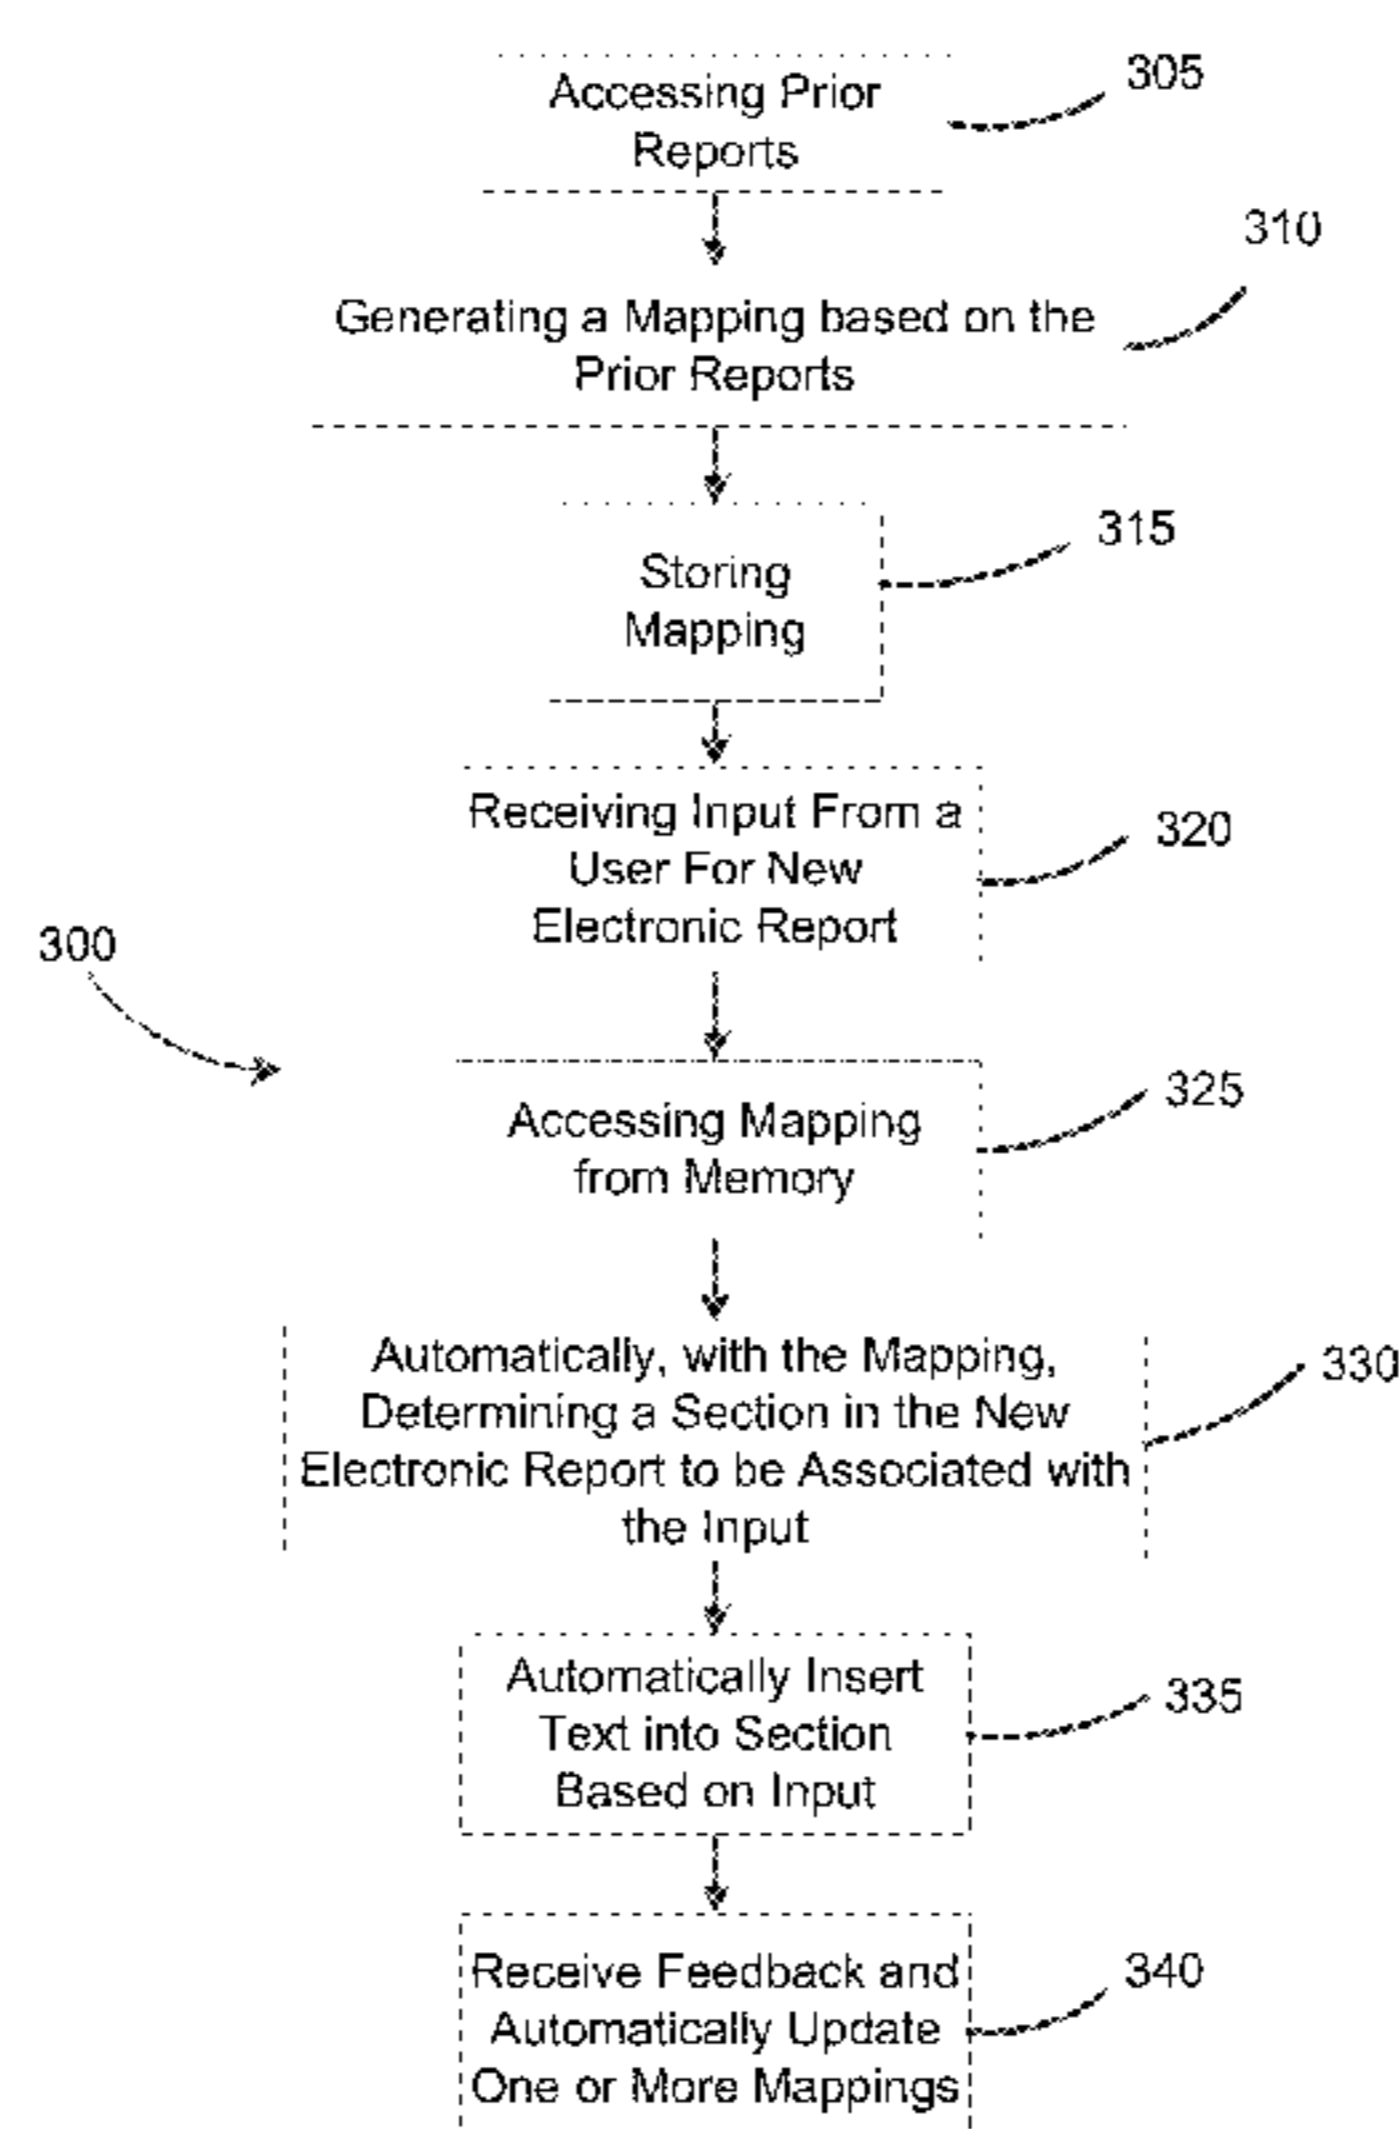 Accessing Prior
Reports
305
310
Generating a Mapping based on the
Prior Reports
315
Storing
Mapping
Receiving Input From a
User For New
Electronic Report
320
300
Accessing Mapping
from Memory
325
Automatically, with the Mapping,
Determining a Section in the New
Electronic Report to be Associated with
the Input
330
Automatically Insert
Text into Section
Based on Input
335
Receive Feedback and
Automatically Update
One or More Mappings
340